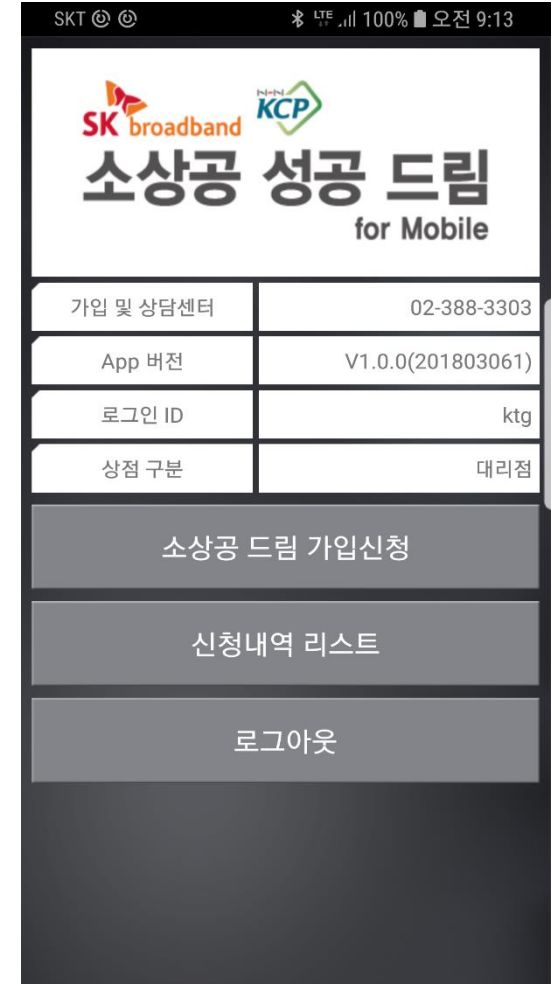 SKT LTE 100% 오전 9:13
SK broadband NHN KCP
소상공 성공 드림
for Mobile
가입 및 상담센터 02-388-3303
App 버전 V1.0.0(201803061)
로그인 ID ktg
상점 구분 대리점
소상공 드림 가입신청
신청내역 리스트
로그아웃